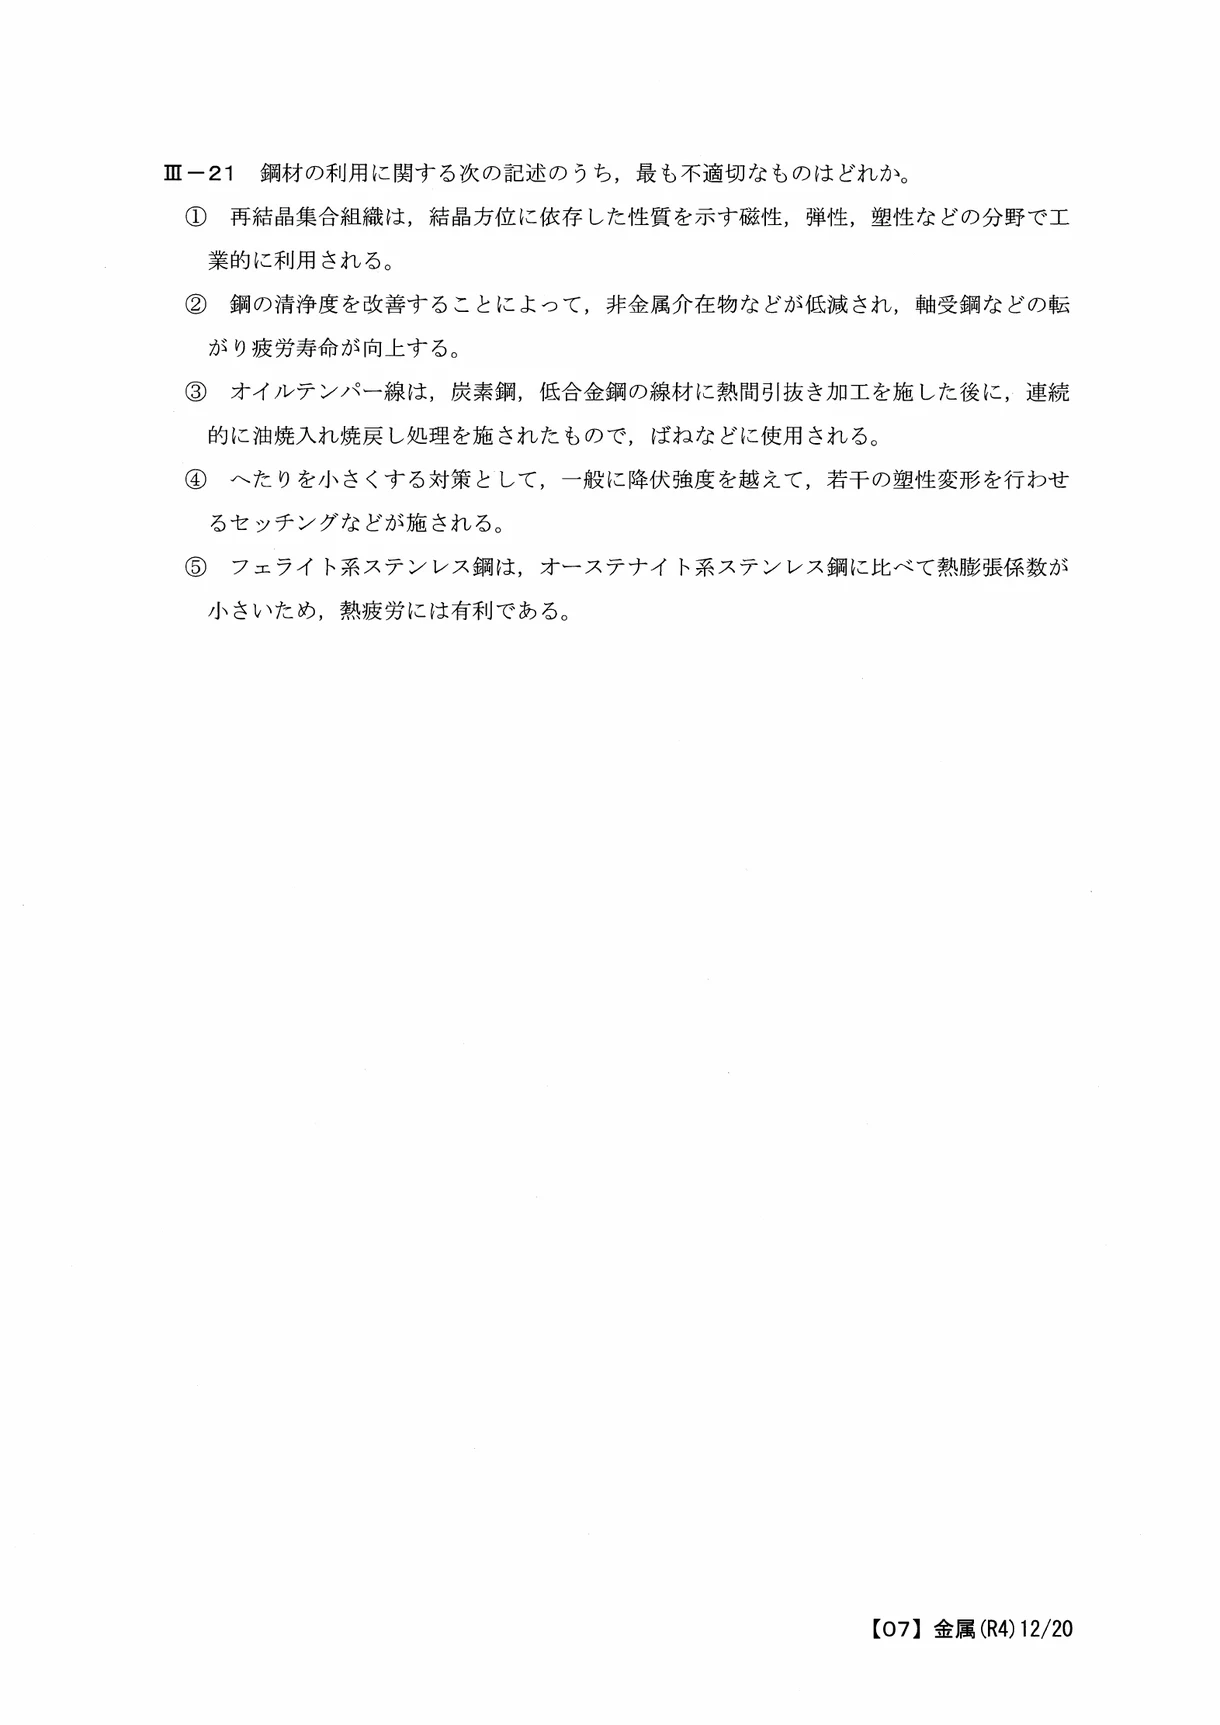 Ⅲ－21　鋼材の利用に関する次の記述のうち，最も不適切なものはどれか。
①　再結晶集合組織は，結晶方位に依存した性質を示す磁性，弾性，塑性などの分野で工
業的に利用される。
②　鋼の清浄度を改善することによって，非金属介在物などが低減され，軸受鋼などの転
がり疲労寿命が向上する。
③　オイルテンパー線は，炭素鋼，低合金鋼の線材に熱間引抜き加工を施した後に，連続
的に油焼入れ焼戻し処理を施されたもので，ばねなどに使用される。
④　へたりを小さくする対策として，一般に降伏強度を越えて，若干の塑性変形を行わせ
るセッチングなどが施される。
⑤　フェライト系ステンレス鋼は，オーステナイト系ステンレス鋼に比べて熱膨張係数が
小さいため，熱疲労には有利である。
【07】金属(R4)12/20